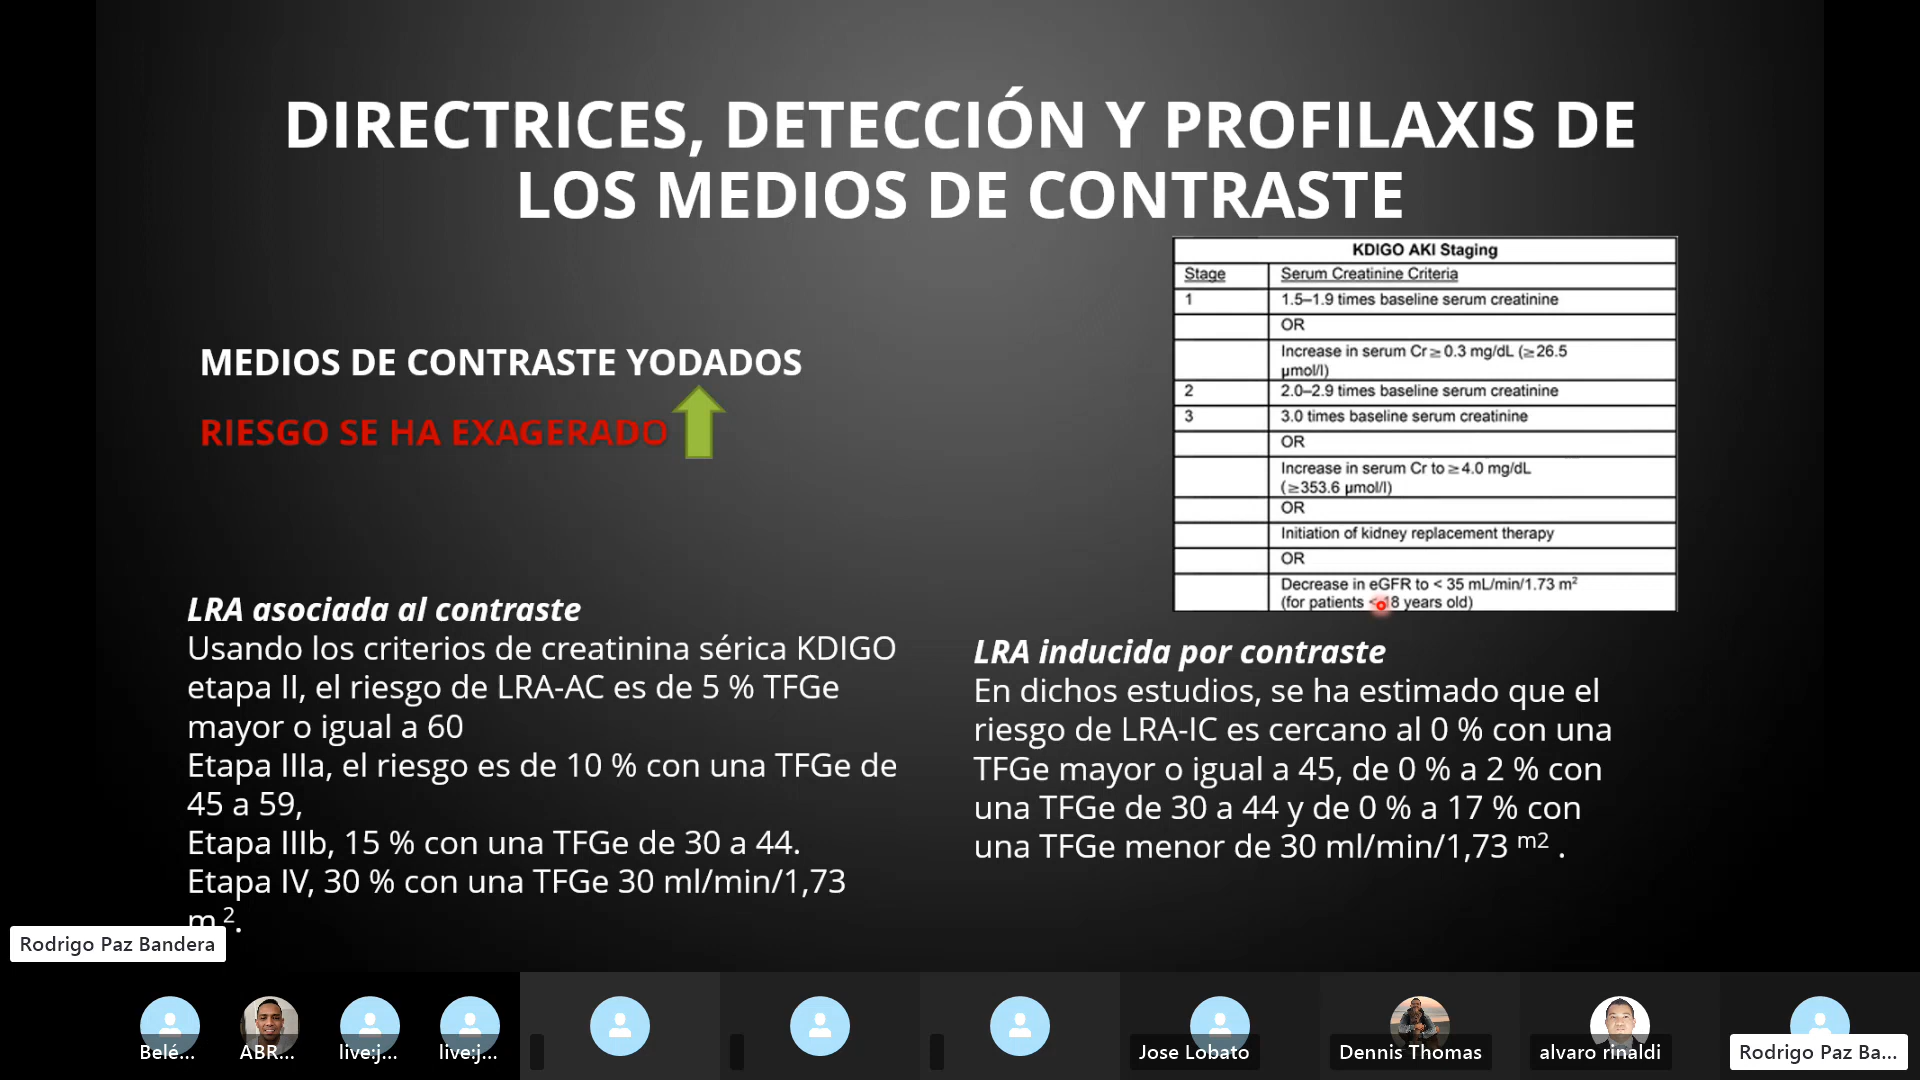 DIRECTRICES, DETECCIÓN Y PROFILAXIS DE
LOS MEDIOS DE CONTRASTE
MEDIOS DE CONTRASTE YODADOS
RIESGO SE HA EXAGERADO
KDIGO AKI Staging
Stage Serum Creatinine Criteria
1 1.5–1.9 times baseline serum creatinine
OR
Increase in serum Cr ≥ 0.3 mg/dL (≥26.5
µmol/l)
2 2.0–2.9 times baseline serum creatinine
3 3.0 times baseline serum creatinine
OR
Increase in serum Cr to ≥4.0 mg/dL
(≥353.6 µmol/l)
OR
Initiation of kidney replacement therapy
OR
Decrease in eGFR to < 35 mL/min/1.73 m²
(for patients < 18 years old)
LRA asociada al contraste
Usando los criterios de creatinina sérica KDIGO
etapa II, el riesgo de LRA-AC es de 5 % TFGe
mayor o igual a 60
Etapa IIIa, el riesgo es de 10 % con una TFGe de
45 a 59,
Etapa IIIb, 15 % con una TFGe de 30 a 44.
Etapa IV, 30 % con una TFGe 30 ml/min/1,73
m ².
LRA inducida por contraste
En dichos estudios, se ha estimado que el
riesgo de LRA-IC es cercano al 0 % con una
TFGe mayor o igual a 45, de 0 % a 2 % con
una TFGe de 30 a 44 y de 0 % a 17 % con
una TFGe menor de 30 ml/min/1,73 m2 .
Rodrigo Paz Bandera
Belé...
ABR...
live:j...
live:j...
Jose Lobato
Dennis Thomas
alvaro rinaldi
Rodrigo Paz Ba...